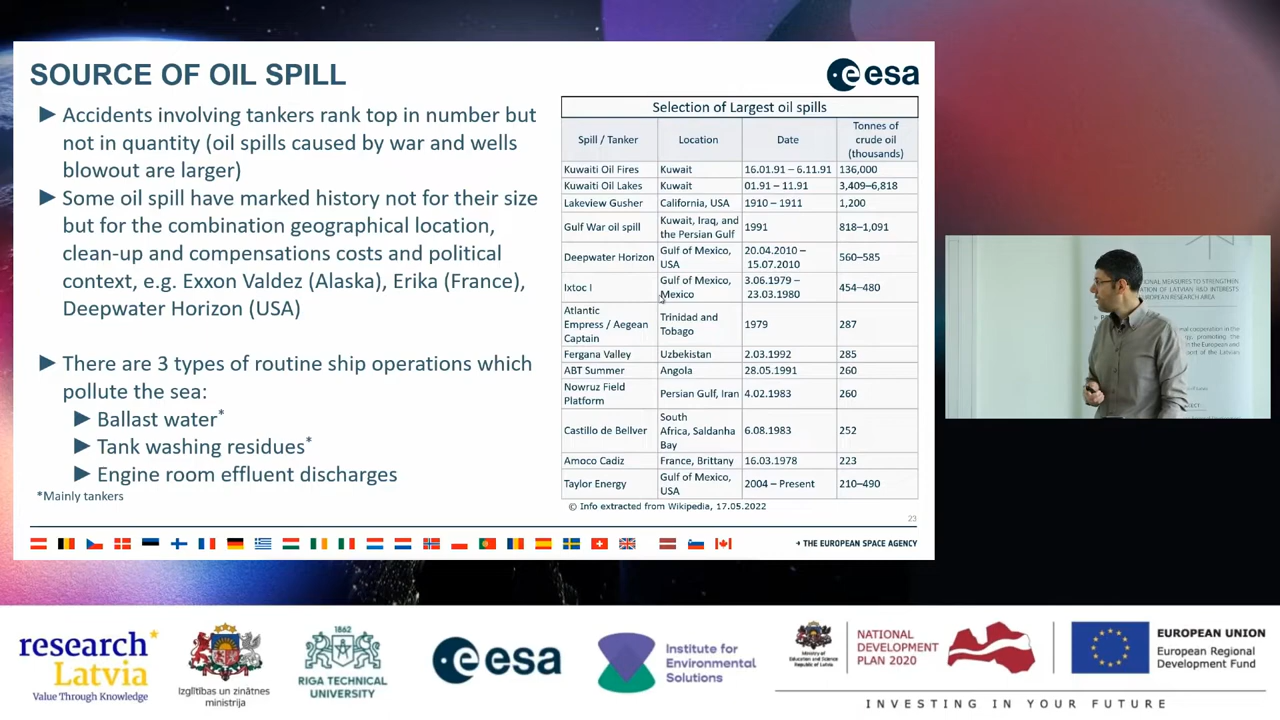 SOURCE OF OIL SPILL
esa
► Accidents involving tankers rank top in number but
not in quantity (oil spills caused by war and wells
blowout are larger)
► Some oil spill have marked history not for their size
but for the combination geographical location,
clean-up and compensations costs and political
context, e.g. Exxon Valdez (Alaska), Erika (France),
Deepwater Horizon (USA)
► There are 3 types of routine ship operations which
pollute the sea:
► Ballast water*
► Tank washing residues*
► Engine room effluent discharges
*Mainly tankers
Selection of Largest oil spills
Spill / Tanker Location Date Tonnes of crude oil (thousands)
Kuwaiti Oil Fires Kuwait 16.01.91 – 6.11.91 136,000
Kuwaiti Oil Lakes Kuwait 01.91 – 11.91 3,409–6,818
Lakeview Gusher California, USA 1910 – 1911 1,200
Gulf War oil spill Kuwait, Iraq, and the Persian Gulf 1991 818–1,091
Deepwater Horizon Gulf of Mexico, USA 20.04.2010 – 15.07.2010 560–585
Ixtoc I Gulf of Mexico, Mexico 3.06.1979 – 23.03.1980 454–480
Atlantic Empress / Aegean Captain Trinidad and Tobago 1979 287
Fergana Valley Uzbekistan 2.03.1992 285
ABT Summer Angola 28.05.1991 260
Nowruz Field Platform Persian Gulf, Iran 4.02.1983 260
Castillo de Bellver South Africa, Saldanha Bay 6.08.1983 252
Amoco Cadiz France, Brittany 16.03.1978 223
Taylor Energy Gulf of Mexico, USA 2004 – Present 210–490
© Info extracted from Wikipedia, 17.05.2022
23
→ THE EUROPEAN SPACE AGENCY
research
Latvia
Value Through Knowledge
Izglītības un zinātnes
ministrija
1862
RIGA TECHNICAL
UNIVERSITY
esa
Institute for
Environmental
Solutions
Ministry of
Education and Science
Republic of Latvia
NATIONAL
DEVELOPMENT
PLAN 2020
EUROPEAN UNION
European Regional
Development Fund
INVESTING IN YOUR FUTURE